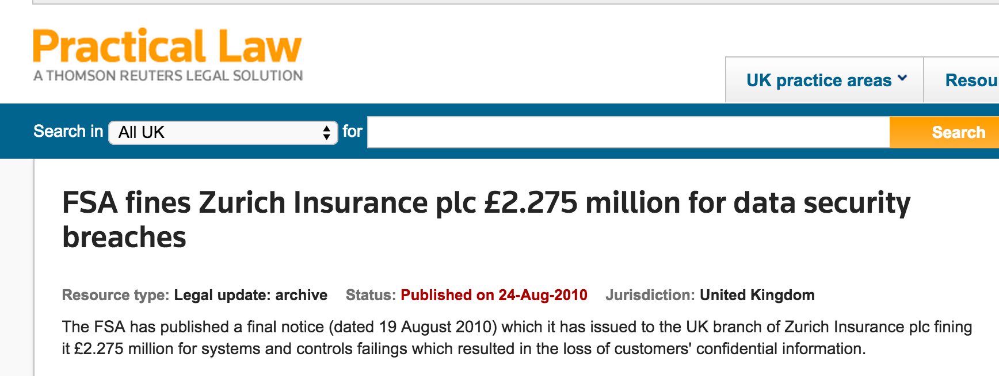 Practical Law
A THOMSON REUTERS LEGAL SOLUTION
UK practice areas
Search in All UK for Search
FSA fines Zurich Insurance plc £2.275 million for data security
breaches
Resource type: Legal update: archive Status: Published on 24-Aug-2010 Jurisdiction: United Kingdom
The FSA has published a final notice (dated 19 August 2010) which it has issued to the UK branch of Zurich Insurance plc fining
it £2.275 million for systems and controls failings which resulted in the loss of customers' confidential information.